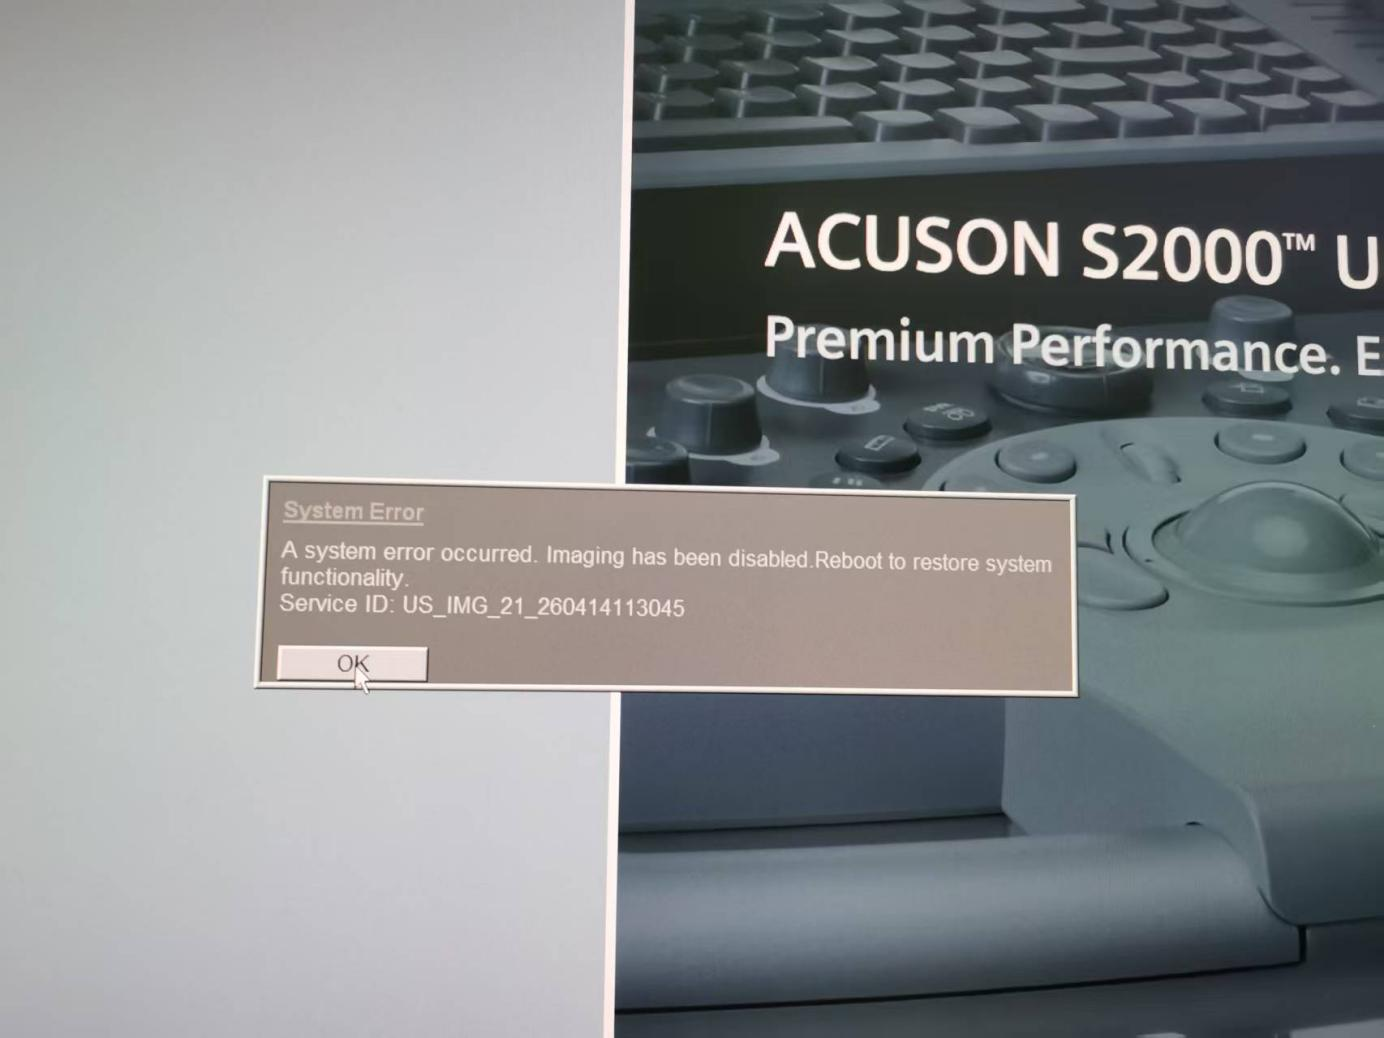 ACUSON S2000™ U
Premium Performance. E
System Error
A system error occurred. Imaging has been disabled.Reboot to restore system
functionality.
Service ID: US_IMG_21_260414113045
OK